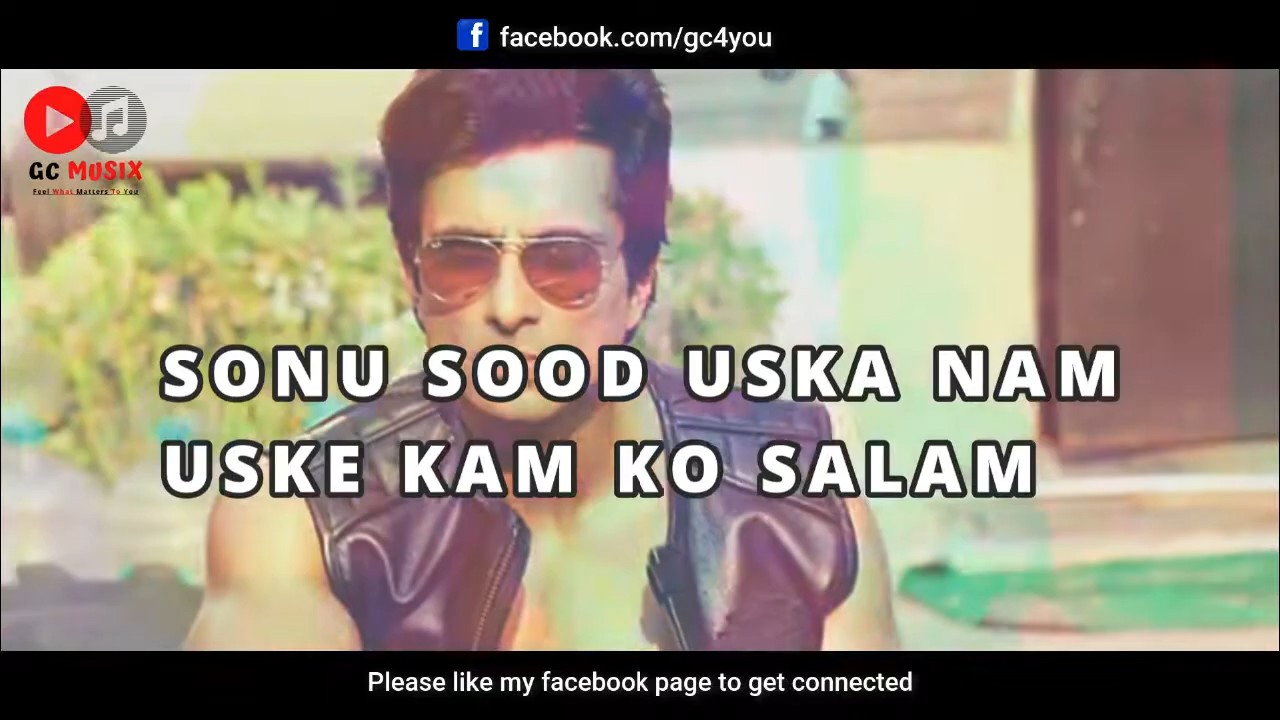 facebook.com/gc4you
GC MUSIX
Feel What Matters To You
SONU SOOD USKA NAM
USKE KAM KO SALAM
Please like my facebook page to get connected